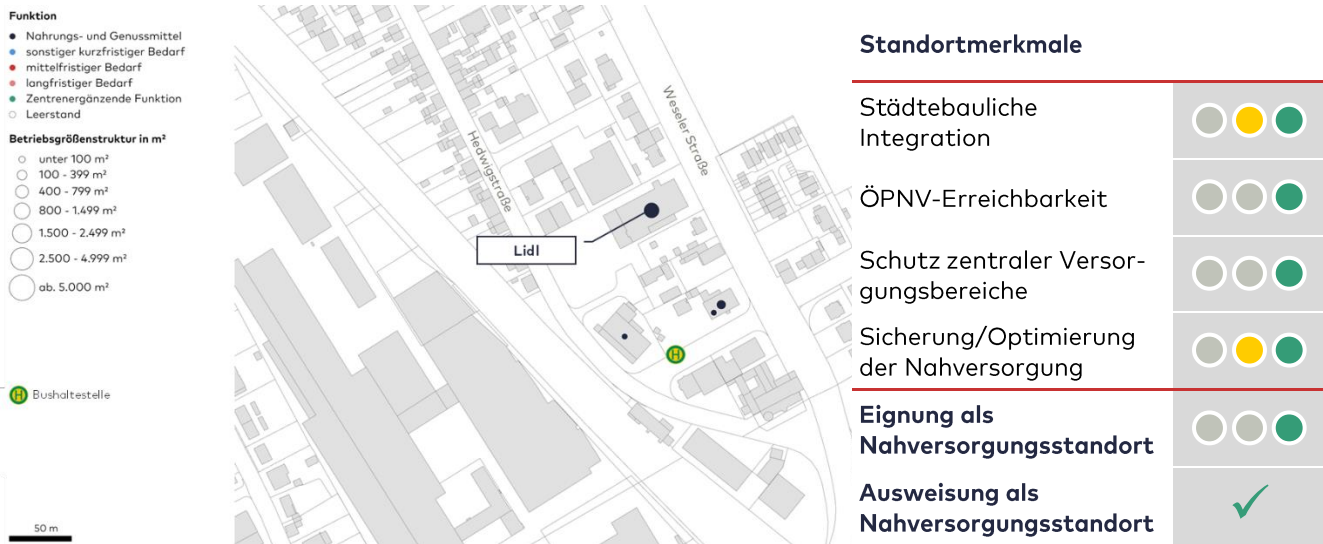 Funktion
Nahrungs- und Genussmittel
sonstiger kurzfristiger Bedarf
mittelfristiger Bedarf
langfristiger Bedarf
Zentrenergänzende Funktion
Leerstand
Betriebsgrößenstruktur in m²
unter 100 m²
100 - 399 m²
400 - 799 m²
800 - 1.499 m²
1.500 - 2.499 m²
2.500 - 4.999 m²
ab. 5.000 m²
H Bushaltestelle
50 m
Weseler Straße
Hedwigstraße
Lidl
H
Standortmerkmale
Städtebauliche
Integration
ÖPNV-Erreichbarkeit
Schutz zentraler Versor-
gungsbereiche
Sicherung/Optimierung
der Nahversorgung
Eignung als
Nahversorgungsstandort
Ausweisung als
Nahversorgungsstandort